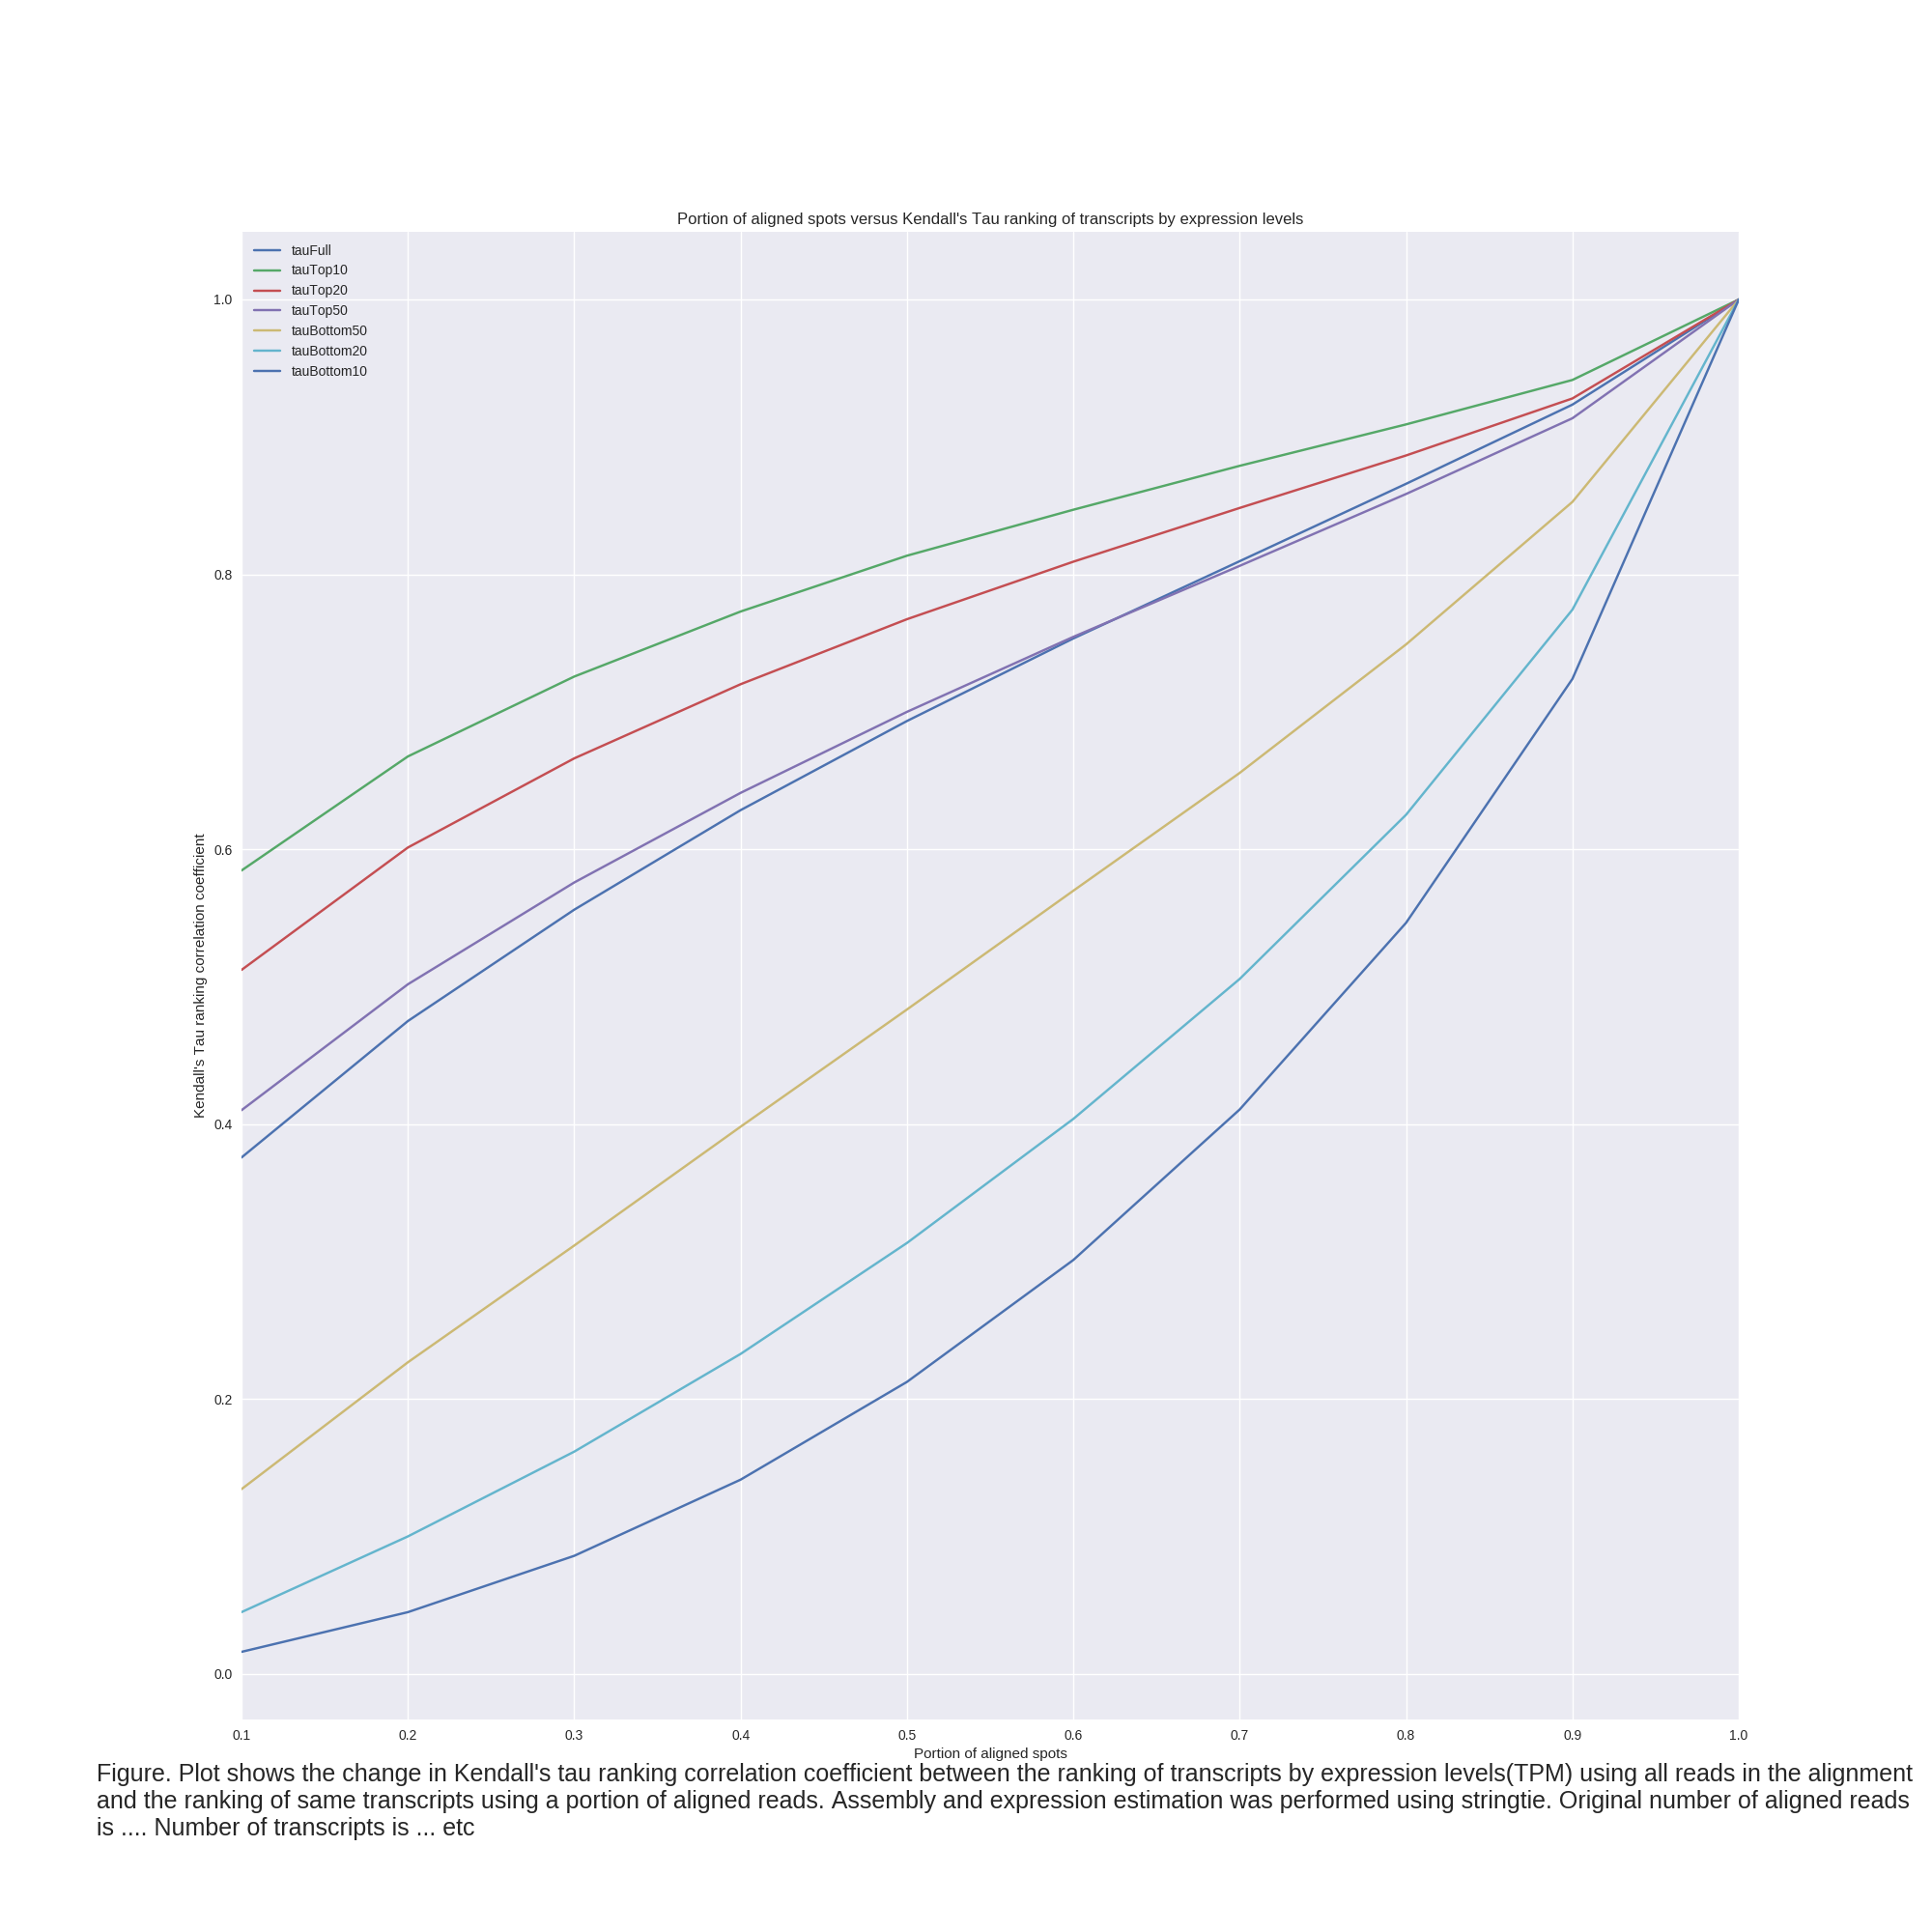 Portion of aligned spots versus Kendall's Tau ranking of transcripts by expression levels
tauFull
tauTop10
tauTop20
tauTop50
tauBottom50
tauBottom20
tauBottom10
Kendall's Tau ranking correlation coefficient
1.0
0.8
0.6
0.4
0.2
0.0
0.1 0.2 0.3 0.4 0.5 0.6 0.7 0.8 0.9 1.0
Portion of aligned spots
Figure. Plot shows the change in Kendall's tau ranking correlation coefficient between the ranking of transcripts by expression levels(TPM) using all reads in the alignment
and the ranking of same transcripts using a portion of aligned reads. Assembly and expression estimation was performed using stringtie. Original number of aligned reads
is .... Number of transcripts is ... etc